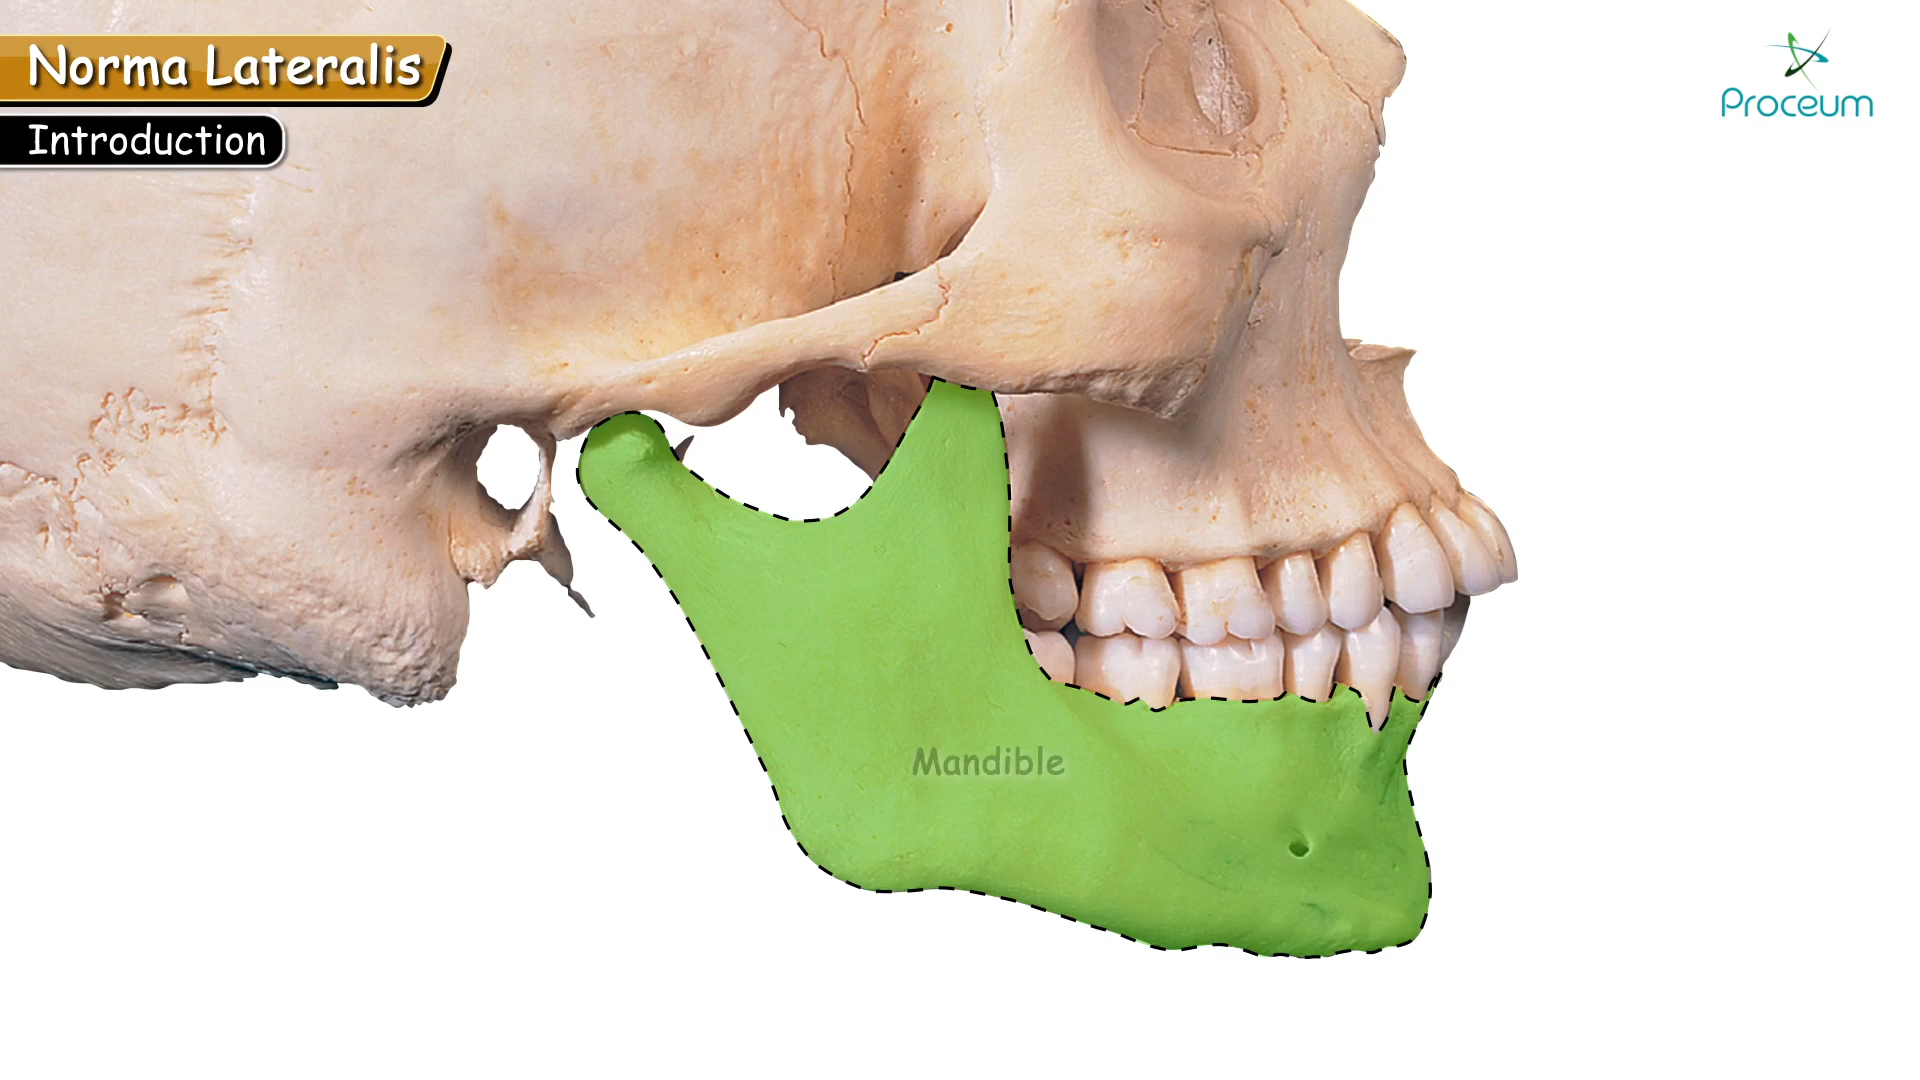 Norma Lateralis
Introduction
Proceum
Mandible